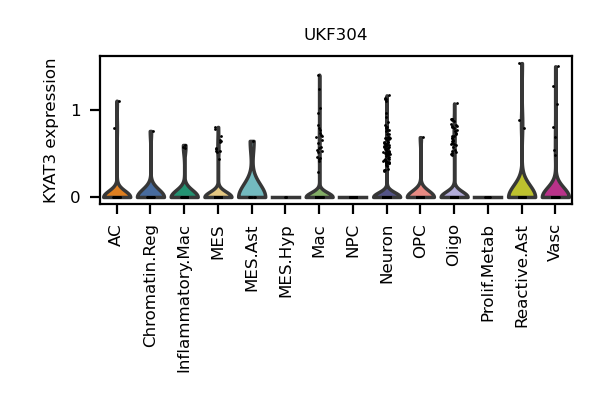 UKF304
KYAT3 expression
1
0
AC
Chromatin.Reg
Inflammatory.Mac
MES
MES.Ast
MES.Hyp
Mac
NPC
Neuron
OPC
Oligo
Prolif.Metab
Reactive.Ast
Vasc